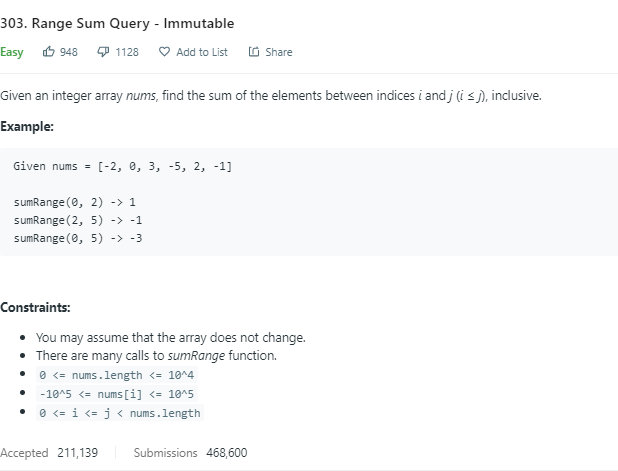 303. Range Sum Query - Immutable
Easy 948 1128 Add to List Share
Given an integer array nums, find the sum of the elements between indices i and j (i ≤ j), inclusive.
Example:
Given nums = [-2, 0, 3, -5, 2, -1]
sumRange(0, 2) -> 1
sumRange(2, 5) -> -1
sumRange(0, 5) -> -3
Constraints:
• You may assume that the array does not change.
• There are many calls to sumRange function.
• 0 <= nums.length <= 10^4
• -10^5 <= nums[i] <= 10^5
• 0 <= i <= j < nums.length
Accepted 211,139 Submissions 468,600